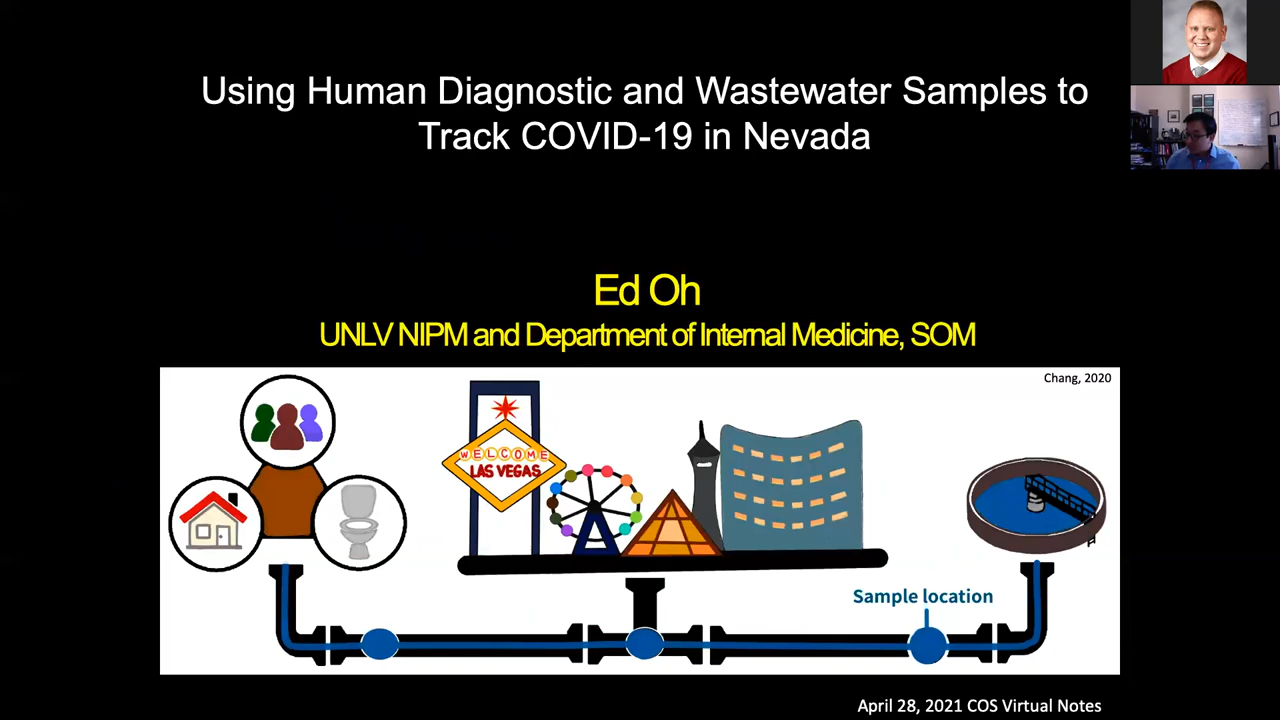 Using Human Diagnostic and Wastewater Samples to
Track COVID-19 in Nevada
Ed Oh
UNLV NIPM and Department of Internal Medicine, SOM
Chang, 2020
WELCOME
LAS VEGAS
Sample location
April 28, 2021 COS Virtual Notes